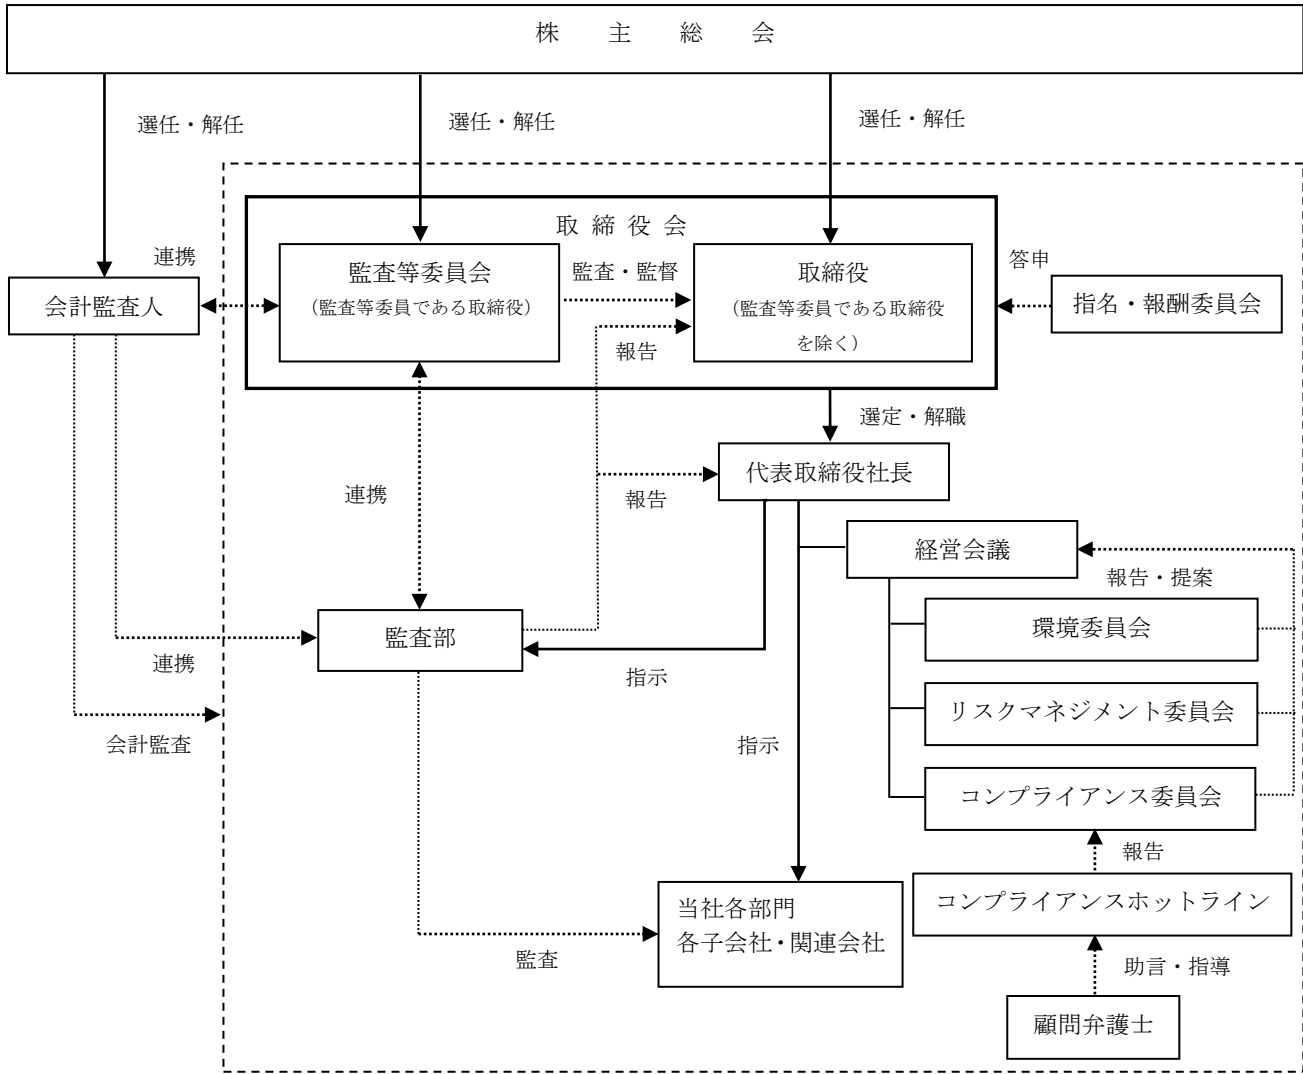 株主総会
選任・解任
選任・解任
選任・解任
取締役会
連携
監査等委員会
（監査等委員である取締役）
監査・監督
報告
取締役
（監査等委員である取締役
を除く）
答申
指名・報酬委員会
会計監査人
選定・解職
代表取締役社長
連携
報告
経営会議
報告・提案
環境委員会
監査部
連携
指示
リスクマネジメント委員会
会計監査
指示
コンプライアンス委員会
報告
当社各部門
各子会社・関連会社
コンプライアンスホットライン
監査
助言・指導
顧問弁護士